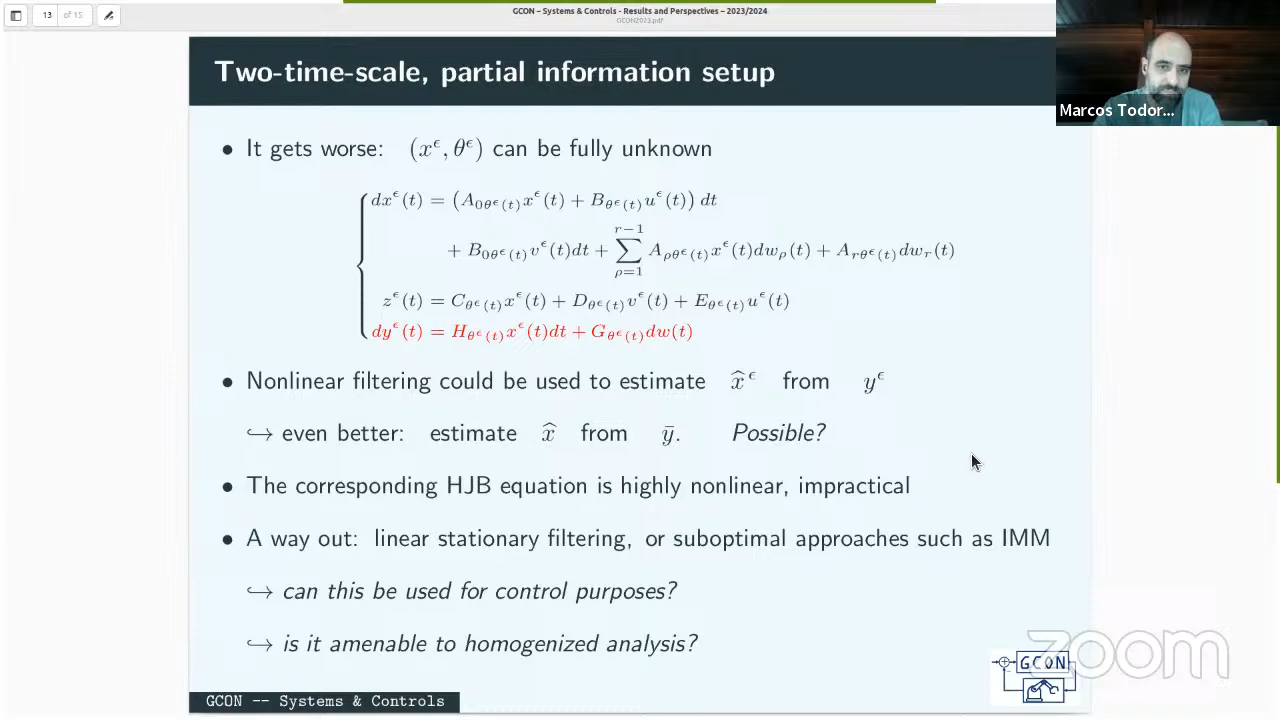 13 of 15
GCON – Systems & Controls - Results and Perspectives – 2023/2024
GCON2023.pdf
Two-time-scale, partial information setup
Marcos Todor...
• It gets worse: (x^ϵ, θ^ϵ) can be fully unknown
dx^ϵ(t) = (A_{0θ^ϵ(t)} x^ϵ(t) + B_{θ^ϵ(t)} u^ϵ(t)) dt
+ B_{0θ^ϵ(t)} v^ϵ(t)dt + ∑_{ρ=1}^{r−1} A_{ρθ^ϵ(t)} x^ϵ(t)dw_ρ(t) + A_{rθ^ϵ(t)} dw_r(t)
z^ϵ(t) = C_{θ^ϵ(t)} x^ϵ(t) + D_{θ^ϵ(t)} v^ϵ(t) + E_{θ^ϵ(t)} u^ϵ(t)
dy^ϵ(t) = H_{θ^ϵ(t)} x^ϵ(t)dt + G_{θ^ϵ(t)} dw(t)
• Nonlinear filtering could be used to estimate x̂^ϵ from y^ϵ
↪ even better: estimate x̂ from ȳ. Possible?
• The corresponding HJB equation is highly nonlinear, impractical
• A way out: linear stationary filtering, or suboptimal approaches such as IMM
↪ can this be used for control purposes?
↪ is it amenable to homogenized analysis?
zoom
GCON
GCON -- Systems & Controls